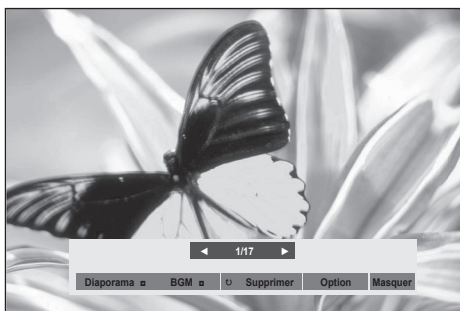 ◄ 1/17 ►
Diaporama BGM ↻ Supprimer Option Masquer